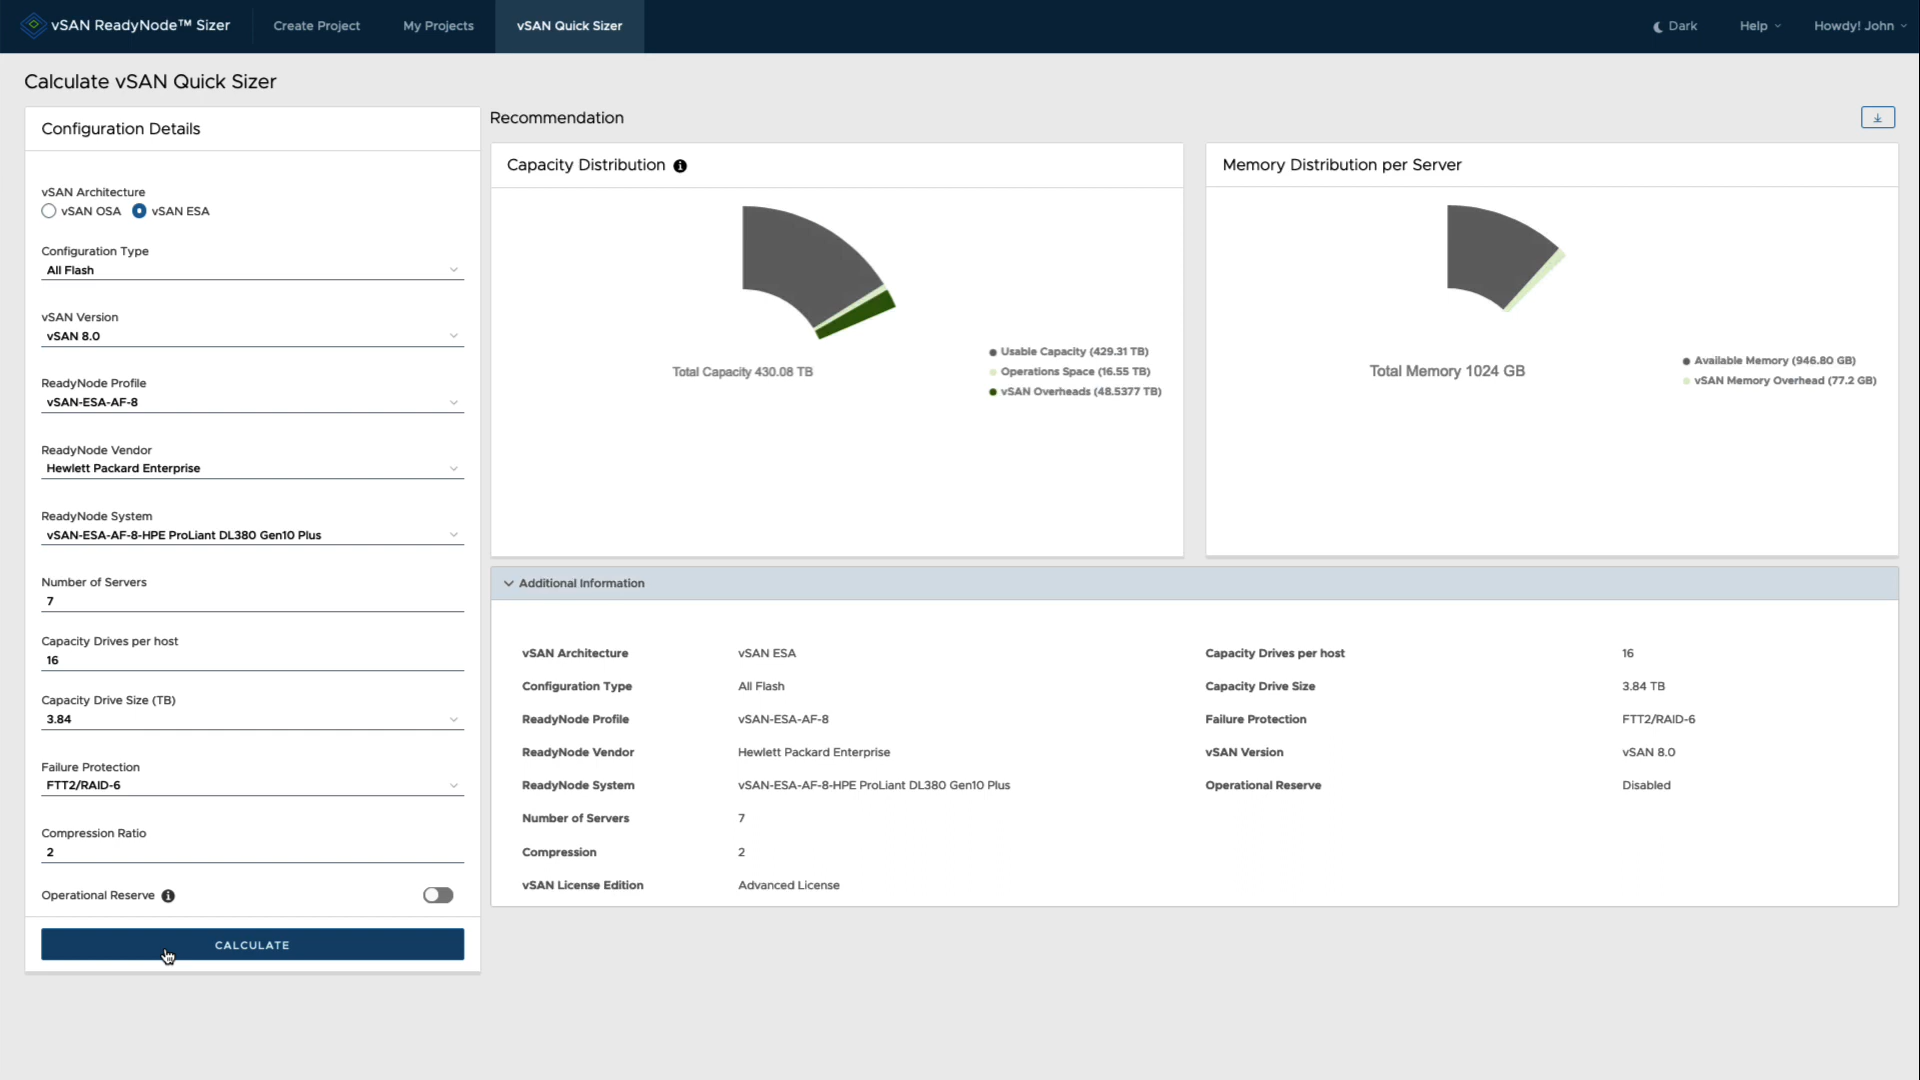 vSAN ReadyNode™ Sizer
Create Project
My Projects
vSAN Quick Sizer
Dark
Help
Howdy! John
Calculate vSAN Quick Sizer
Configuration Details
vSAN Architecture
vSAN OSA
vSAN ESA
Configuration Type
All Flash
vSAN Version
vSAN 8.0
ReadyNode Profile
vSAN-ESA-AF-8
ReadyNode Vendor
Hewlett Packard Enterprise
ReadyNode System
vSAN-ESA-AF-8-HPE ProLiant DL380 Gen10 Plus
Number of Servers
7
Capacity Drives per host
16
Capacity Drive Size (TB)
3.84
Failure Protection
FTT2/RAID-6
Compression Ratio
2
Operational Reserve
CALCULATE
Recommendation
Capacity Distribution
Total Capacity 430.08 TB
Usable Capacity (429.31 TB)
Operations Space (16.55 TB)
vSAN Overheads (48.5377 TB)
Memory Distribution per Server
Total Memory 1024 GB
Available Memory (946.80 GB)
vSAN Memory Overhead (77.2 GB)
Additional Information
vSAN Architecture vSAN ESA
Configuration Type All Flash
ReadyNode Profile vSAN-ESA-AF-8
ReadyNode Vendor Hewlett Packard Enterprise
ReadyNode System vSAN-ESA-AF-8-HPE ProLiant DL380 Gen10 Plus
Number of Servers 7
Compression 2
vSAN License Edition Advanced License
Capacity Drives per host 16
Capacity Drive Size 3.84 TB
Failure Protection FTT2/RAID-6
vSAN Version vSAN 8.0
Operational Reserve Disabled